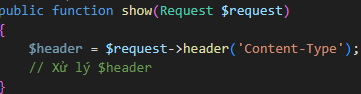 public function show(Request $request)
{
    $header = $request->header('Content-Type');
    // Xử lý $header
}